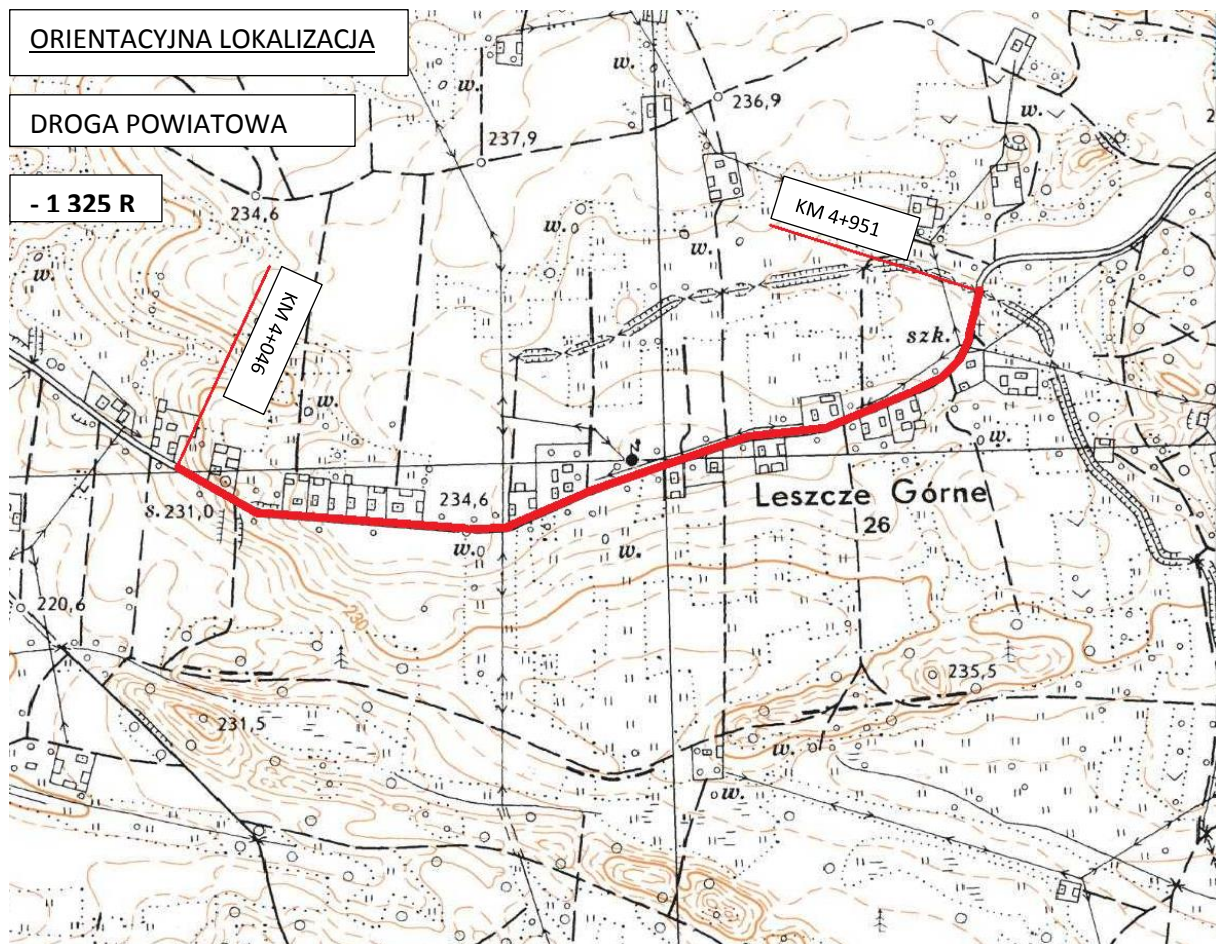 ORIENTACYJNA LOKALIZACJA
DROGA POWIATOWA
- 1 325 R
w.
w.
236,9
237,9
w.
2
234,6
KM 4+951
w.
w.
w.
w.
KM 4+046
szk.
w.
w.
s. 231,0
234,6
Leszcze Górne
26
w.
w.
220,6
230
235,5
231,5
w.
w.